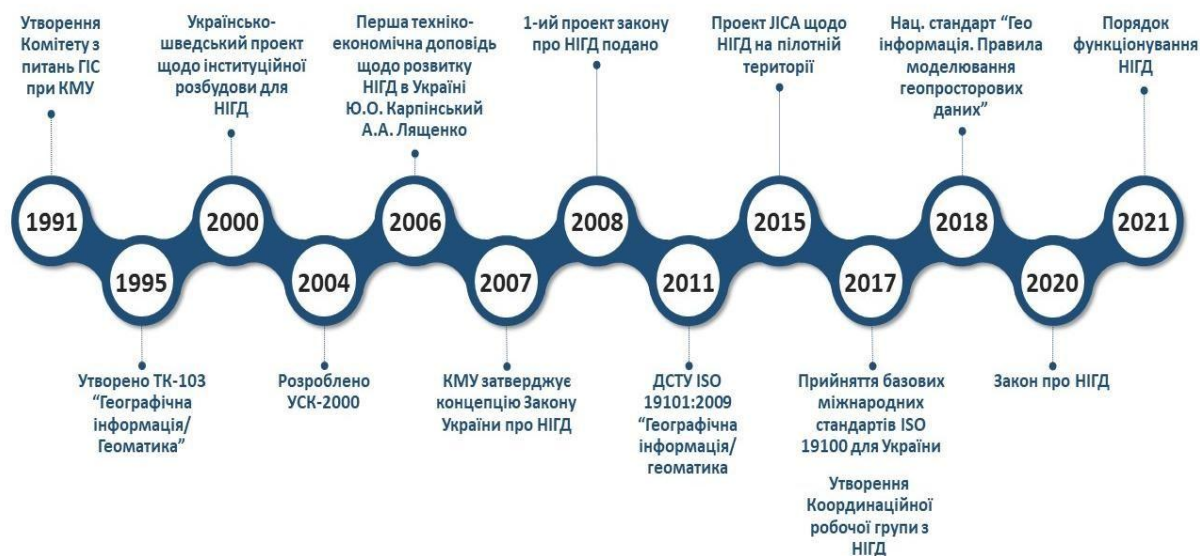 Утворення
Комітету з
питань ГІС
при КМУ
Українсько-
шведський проект
щодо інституційної
розбудови для
НІГД
Перша техніко-
економічна доповідь
щодо розвитку
НІГД в Україні
Ю.О. Карпінський
А.А. Лященко
1-ий проект закону
про НІГД подано
Проект JICA щодо
НІГД на пілотній
території
Нац. стандарт “Гео
інформація. Правила
моделювання
геопросторових
даних”
Порядок
функціонування
НІГД
1991
2000
2006
2008
2015
2018
2021
1995
2004
2007
2011
2017
2020
Утворено ТК-103
“Географічна
інформація/
Геоматика”
Розроблено
УСК-2000
КМУ затверджує
концепцію Закону
України про НІГД
ДСТУ ISO
19101:2009
“Географічна
інформація/
геоматика
Прийняття базових
міжнародних
стандартів ISO
19100 для України
Утворення
Координаційної
робочої групи з
НІГД
Закон про НІГД